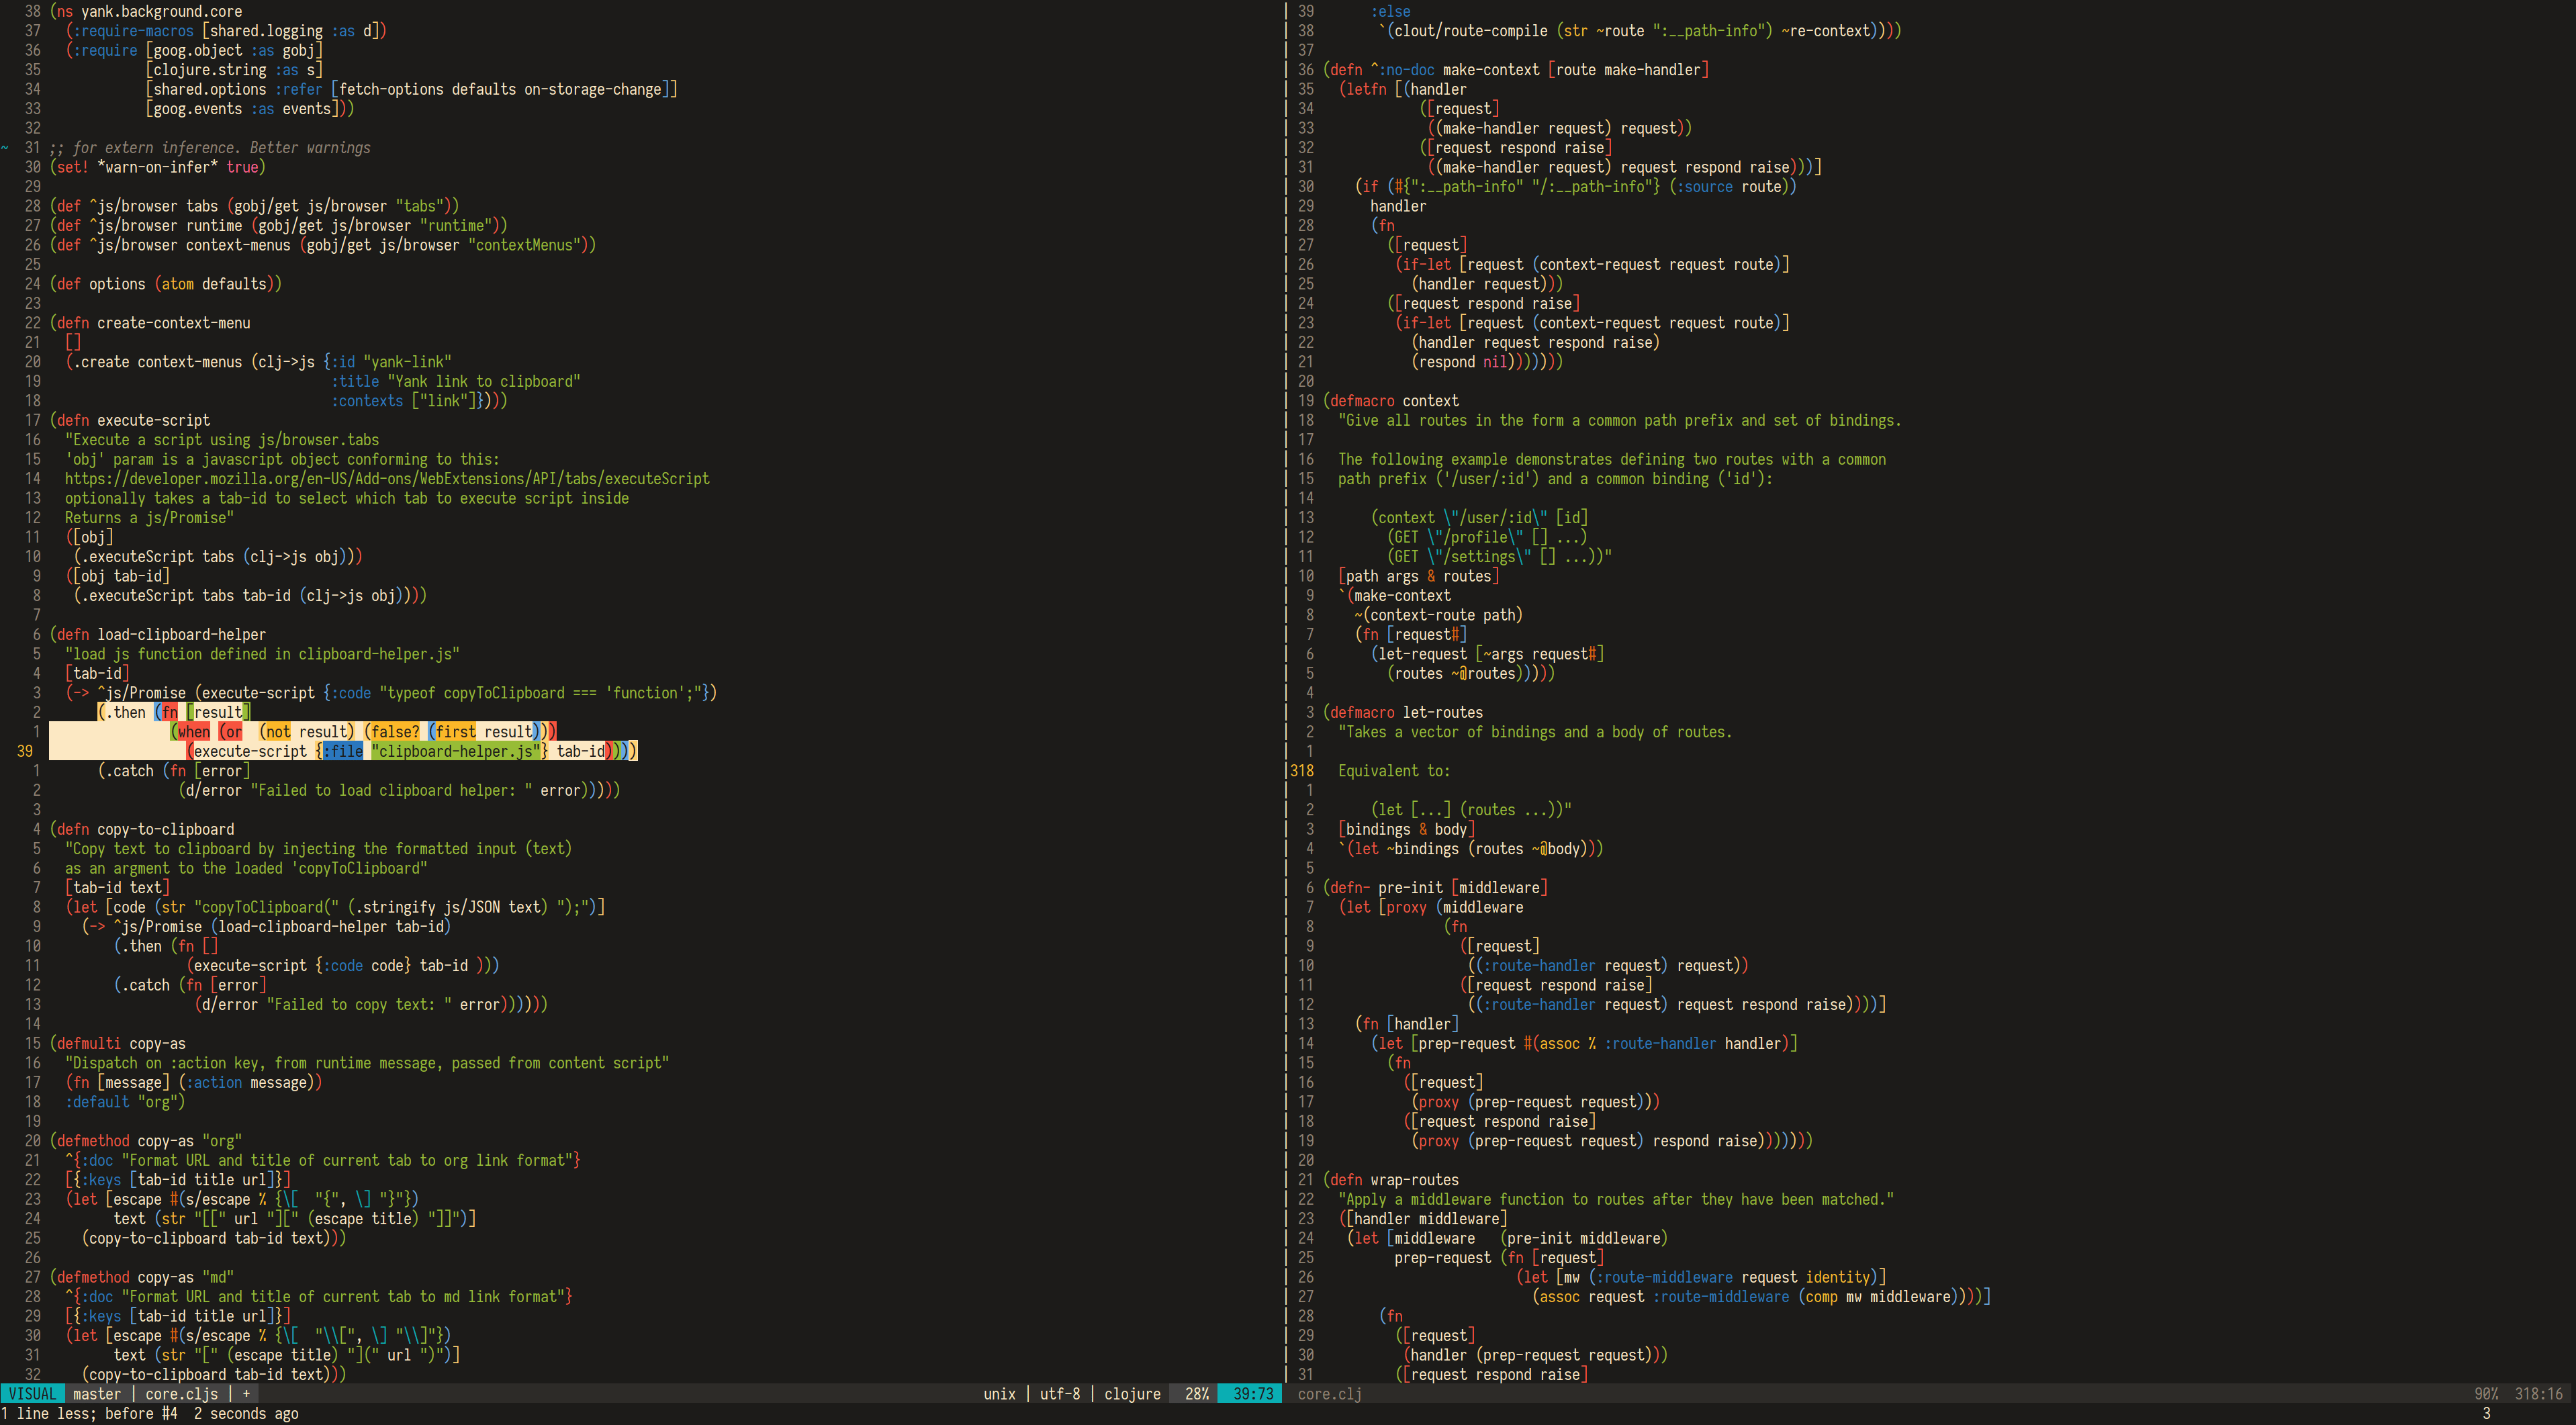 38 (ns yank.background.core
37   (:require-macros [shared.logging :as d])
36   (:require [goog.object :as gobj]
35             [clojure.string :as s]
34             [shared.options :refer [fetch-options defaults on-storage-change]]
33             [goog.events :as events]))
32
~ 31 ;; for extern inference. Better warnings
30 (set! *warn-on-infer* true)
29
28 (def ^js/browser tabs (gobj/get js/browser "tabs"))
27 (def ^js/browser runtime (gobj/get js/browser "runtime"))
26 (def ^js/browser context-menus (gobj/get js/browser "contextMenus"))
25
24 (def options (atom defaults))
23
22 (defn create-context-menu
21   []
20   (.create context-menus (clj->js {:id "yank-link"
19                                    :title "Yank link to clipboard"
18                                    :contexts ["link"]})))
17 (defn execute-script
16   "Execute a script using js/browser.tabs
15   'obj' param is a javascript object conforming to this:
14   https://developer.mozilla.org/en-US/Add-ons/WebExtensions/API/tabs/executeScript
13   optionally takes a tab-id to select which tab to execute script inside
12   Returns a js/Promise"
11   ([obj]
10    (.executeScript tabs (clj->js obj)))
9   ([obj tab-id]
8    (.executeScript tabs tab-id (clj->js obj))))
7
6 (defn load-clipboard-helper
5   "load js function defined in clipboard-helper.js"
4   [tab-id]
3   (-> ^js/Promise (execute-script {:code "typeof copyToClipboard === 'function';"})
2       (.then (fn [result]
1                (when (or  (not result) (false? (first result)))
39                 (execute-script {:file "clipboard-helper.js"} tab-id))))
1       (.catch (fn [error]
2                 (d/error "Failed to load clipboard helper: " error)))))
3
4 (defn copy-to-clipboard
5   "Copy text to clipboard by injecting the formatted input (text)
6   as an argment to the loaded 'copyToClipboard"
7   [tab-id text]
8   (let [code (str "copyToClipboard(" (.stringify js/JSON text) ");")]
9     (-> ^js/Promise (load-clipboard-helper tab-id)
10         (.then (fn []
11                  (execute-script {:code code} tab-id )))
12         (.catch (fn [error]
13                   (d/error "Failed to copy text: " error))))))
14
15 (defmulti copy-as
16   "Dispatch on :action key, from runtime message, passed from content script"
17   (fn [message] (:action message))
18   :default "org")
19
20 (defmethod copy-as "org"
21   ^{:doc "Format URL and title of current tab to org link format"}
22   [{:keys [tab-id title url]}]
23   (let [escape #(s/escape % {\[  "{", \] "}"})
24         text (str "[[" url "][" (escape title) "]]")]
25     (copy-to-clipboard tab-id text)))
26
27 (defmethod copy-as "md"
28   ^{:doc "Format URL and title of current tab to md link format"}
29   [{:keys [tab-id title url]}]
30   (let [escape #(s/escape % {\[  "\\[", \] "\\]"})
31         text (str "[" (escape title) "](" url ")")]
32     (copy-to-clipboard tab-id text)))
VISUAL master | core.cljs | + unix | utf-8 | clojure 28% 39:73
1 line less; before #4  2 seconds ago
39       :else
38        `(clout/route-compile (str ~route ":__path-info") ~re-context))))
37
36 (defn ^:no-doc make-context [route make-handler]
35   (letfn [(handler
34             ([request]
33              ((make-handler request) request))
32             ([request respond raise]
31              ((make-handler request) request respond raise)))]
30     (if (#{":__path-info" "/:__path-info"} (:source route))
29       handler
28       (fn
27         ([request]
26          (if-let [request (context-request request route)]
25            (handler request)))
24         ([request respond raise]
23          (if-let [request (context-request request route)]
22            (handler request respond raise)
21            (respond nil)))))))
20
19 (defmacro context
18   "Give all routes in the form a common path prefix and set of bindings.
17
16   The following example demonstrates defining two routes with a common
15   path prefix ('/user/:id') and a common binding ('id'):
14
13       (context \"/user/:id\" [id]
12         (GET \"/profile\" [] ...)
11         (GET \"/settings\" [] ...))"
10   [path args & routes]
9   `(make-context
8     ~(context-route path)
7     (fn [request#]
6       (let-request [~args request#]
5         (routes ~@routes)))))
4
3 (defmacro let-routes
2   "Takes a vector of bindings and a body of routes.
1
318   Equivalent to:
1
2       (let [...] (routes ...))"
3   [bindings & body]
4   `(let ~bindings (routes ~@body)))
5
6 (defn- pre-init [middleware]
7   (let [proxy (middleware
8                (fn
9                  ([request]
10                   ((:route-handler request) request))
11                  ([request respond raise]
12                   ((:route-handler request) request respond raise))))]
13     (fn [handler]
14       (let [prep-request #(assoc % :route-handler handler)]
15         (fn
16           ([request]
17            (proxy (prep-request request)))
18           ([request respond raise]
19            (proxy (prep-request request) respond raise)))))))
20
21 (defn wrap-routes
22   "Apply a middleware function to routes after they have been matched."
23   ([handler middleware]
24    (let [middleware   (pre-init middleware)
25          prep-request (fn [request]
26                         (let [mw (:route-middleware request identity)]
27                           (assoc request :route-middleware (comp mw middleware))))]
28        (fn
29          ([request]
30           (handler (prep-request request)))
31          ([request respond raise]
core.clj 90% 318:16
3